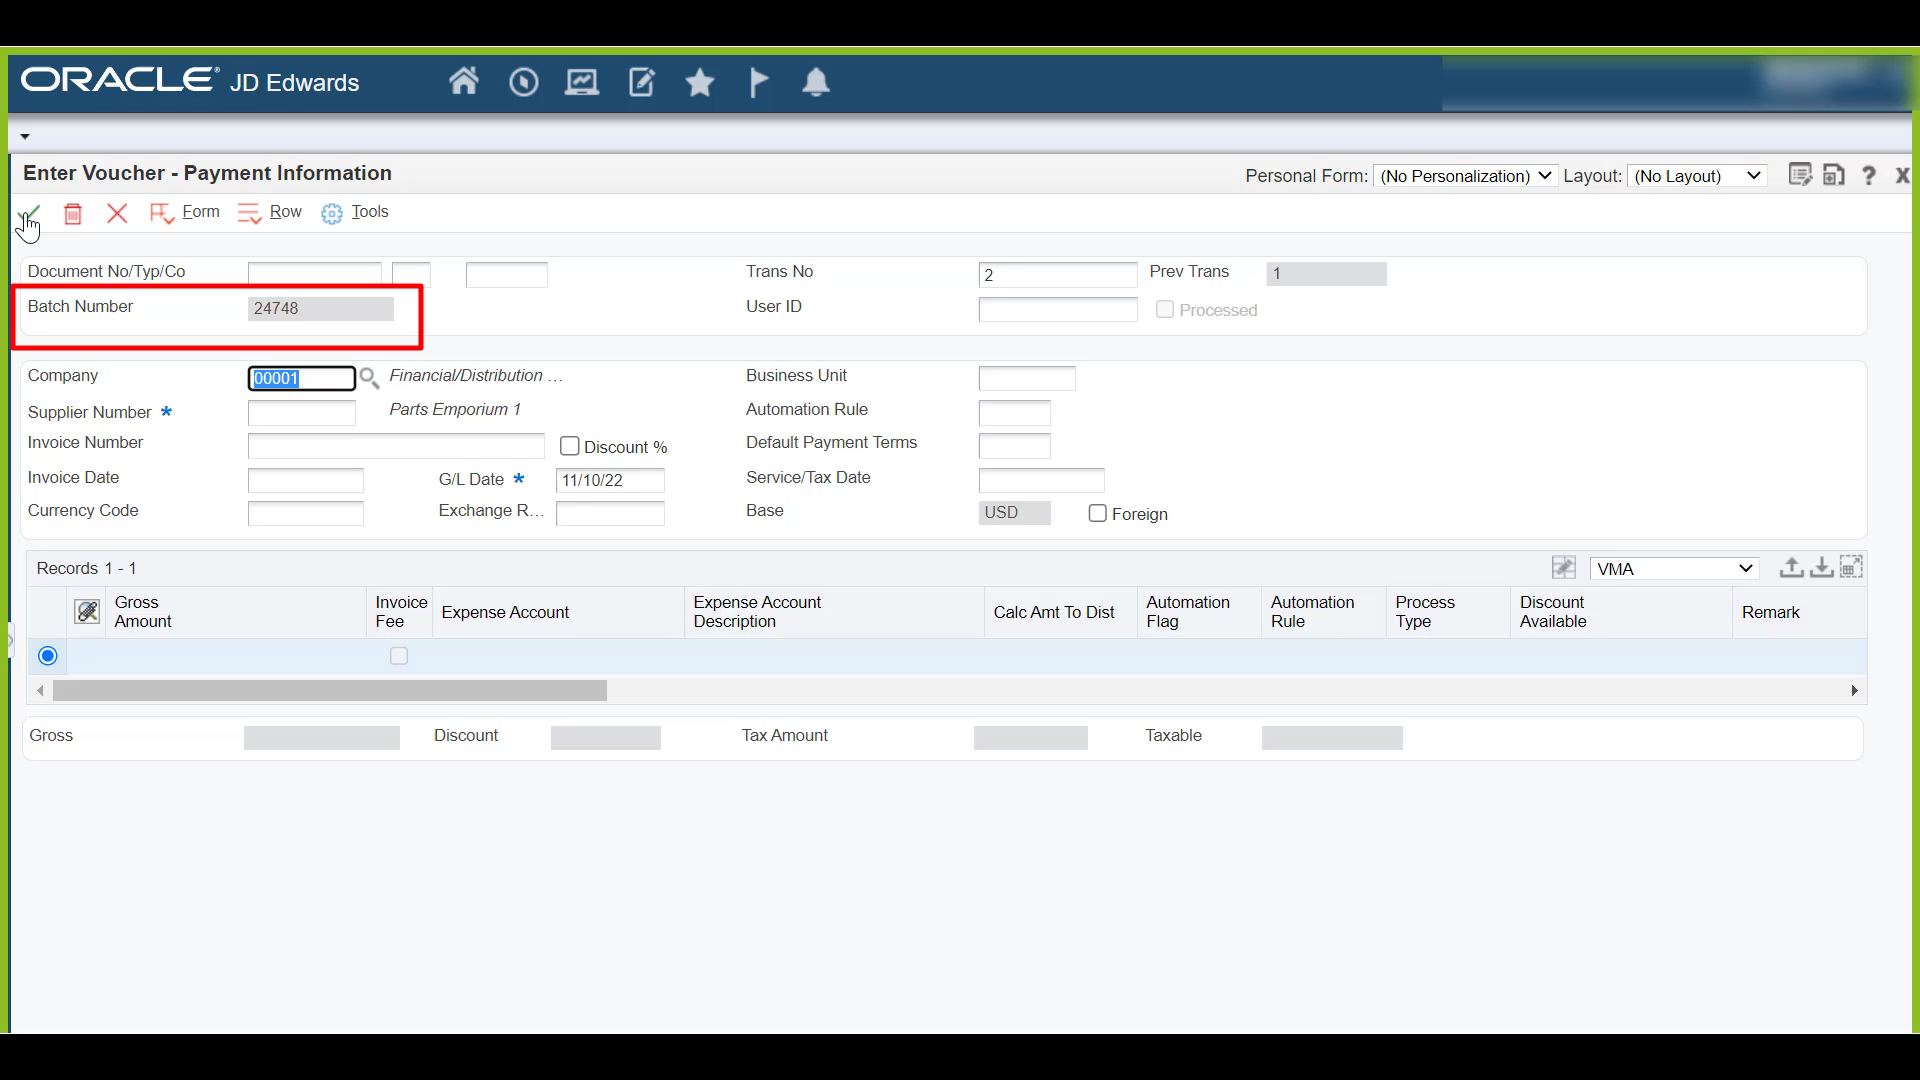 ORACLE® JD Edwards
Enter Voucher - Payment Information
Personal Form: (No Personalization) Layout: (No Layout) ? X
Form Row Tools
Document No/Typ/Co Trans No 2 Prev Trans 1
Batch Number 24748 User ID Processed
Company 00001 Financial/Distribution ... Business Unit
Supplier Number * Parts Emporium 1 Automation Rule
Invoice Number Discount % Default Payment Terms
Invoice Date G/L Date * 11/10/22 Service/Tax Date
Currency Code Exchange R... Base USD Foreign
Records 1 - 1 VMA
Gross Amount Invoice Fee Expense Account Expense Account Description Calc Amt To Dist Automation Flag Automation Rule Process Type Discount Available Remark
Gross Discount Tax Amount Taxable